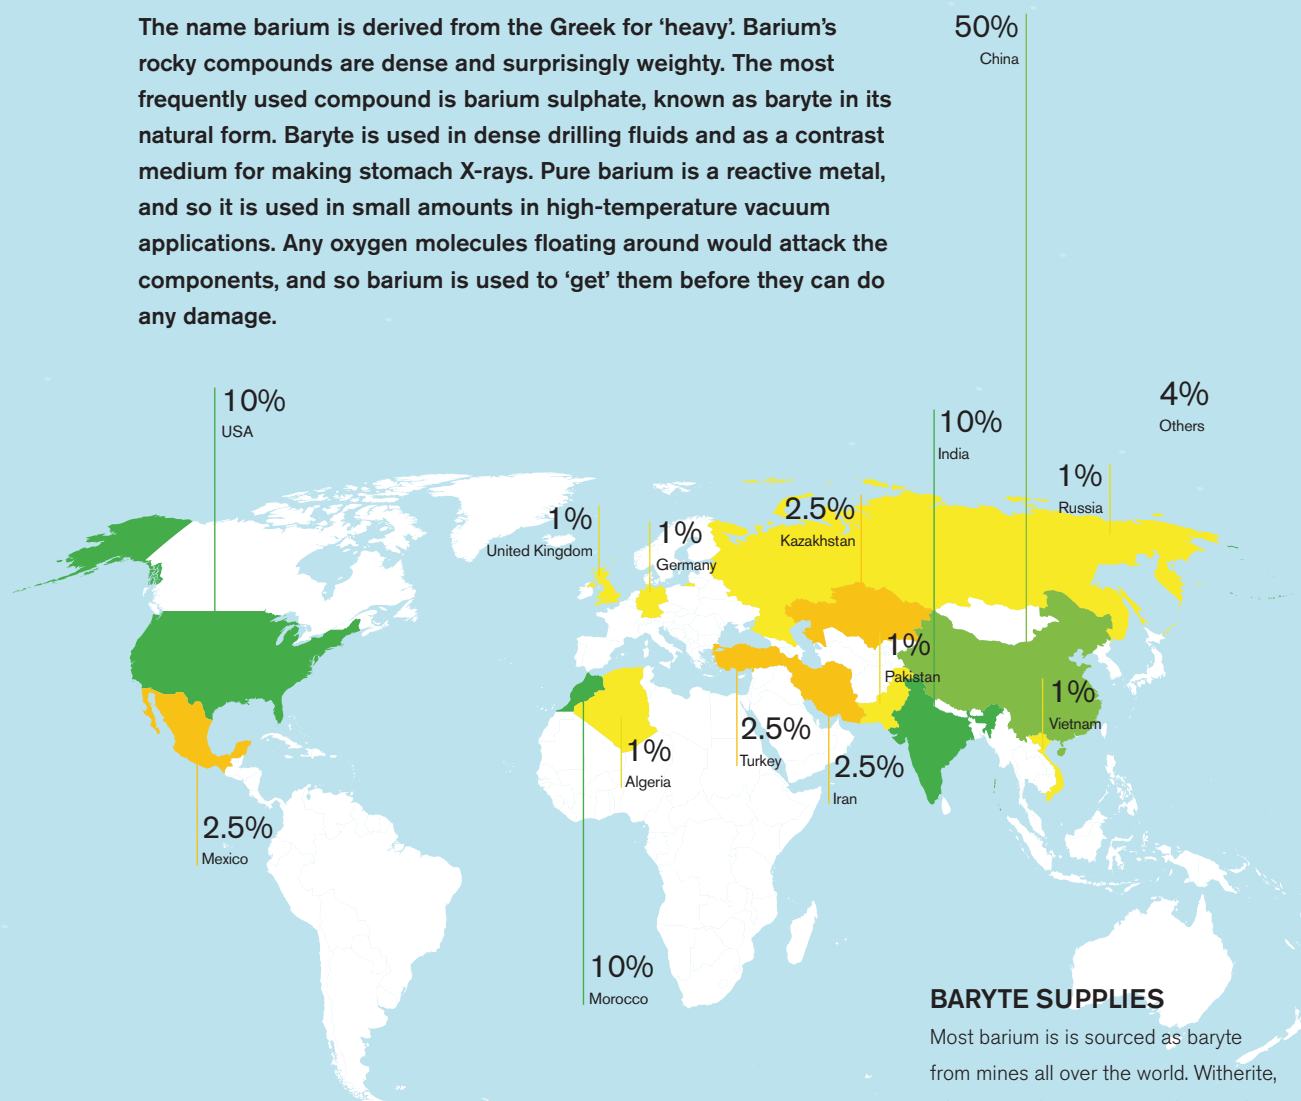 The name barium is derived from the Greek for ‘heavy’. Barium’s
rocky compounds are dense and surprisingly weighty. The most
frequently used compound is barium sulphate, known as baryte in its
natural form. Baryte is used in dense drilling fluids and as a contrast
medium for making stomach X-rays. Pure barium is a reactive metal,
and so it is used in small amounts in high-temperature vacuum
applications. Any oxygen molecules floating around would attack the
components, and so barium is used to ‘get’ them before they can do
any damage.
50%
China
10%
USA
10%
India
4%
Others
1%
Russia
2.5%
Kazakhstan
1%
United Kingdom
1%
Germany
1%
Pakistan
1%
Vietnam
2.5%
Turkey
1%
Algeria
2.5%
Iran
2.5%
Mexico
10%
Morocco
BARYTE SUPPLIES
Most barium is is sourced as baryte
from mines all over the world. Witherite,